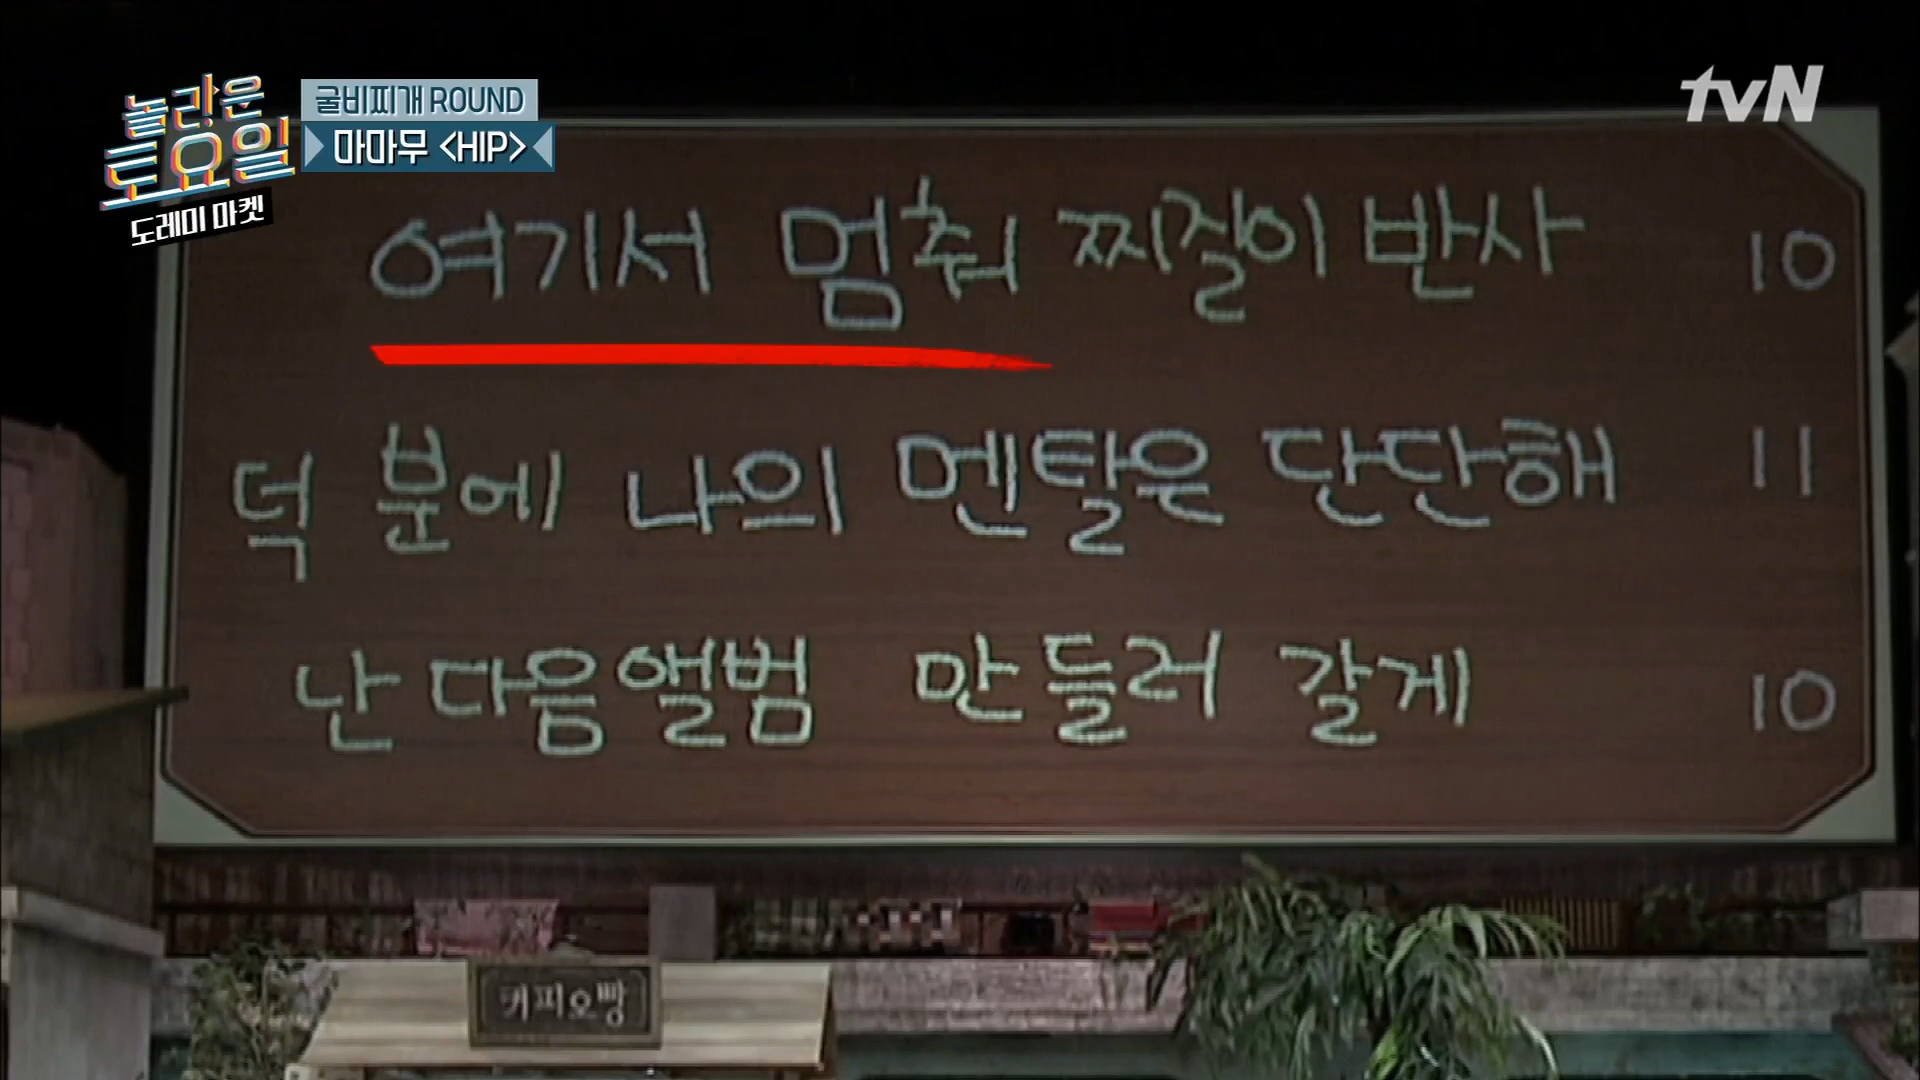 놀라운
토요일
도레미 마켓
굴비찌개 ROUND
마마무 <HIP>
tvN
여기서 멈춰 찌질이 반사 10
덕분에 나의 멘탈은 단단해 11
난 다음앨범 만들러 갈게 10
커피오빵